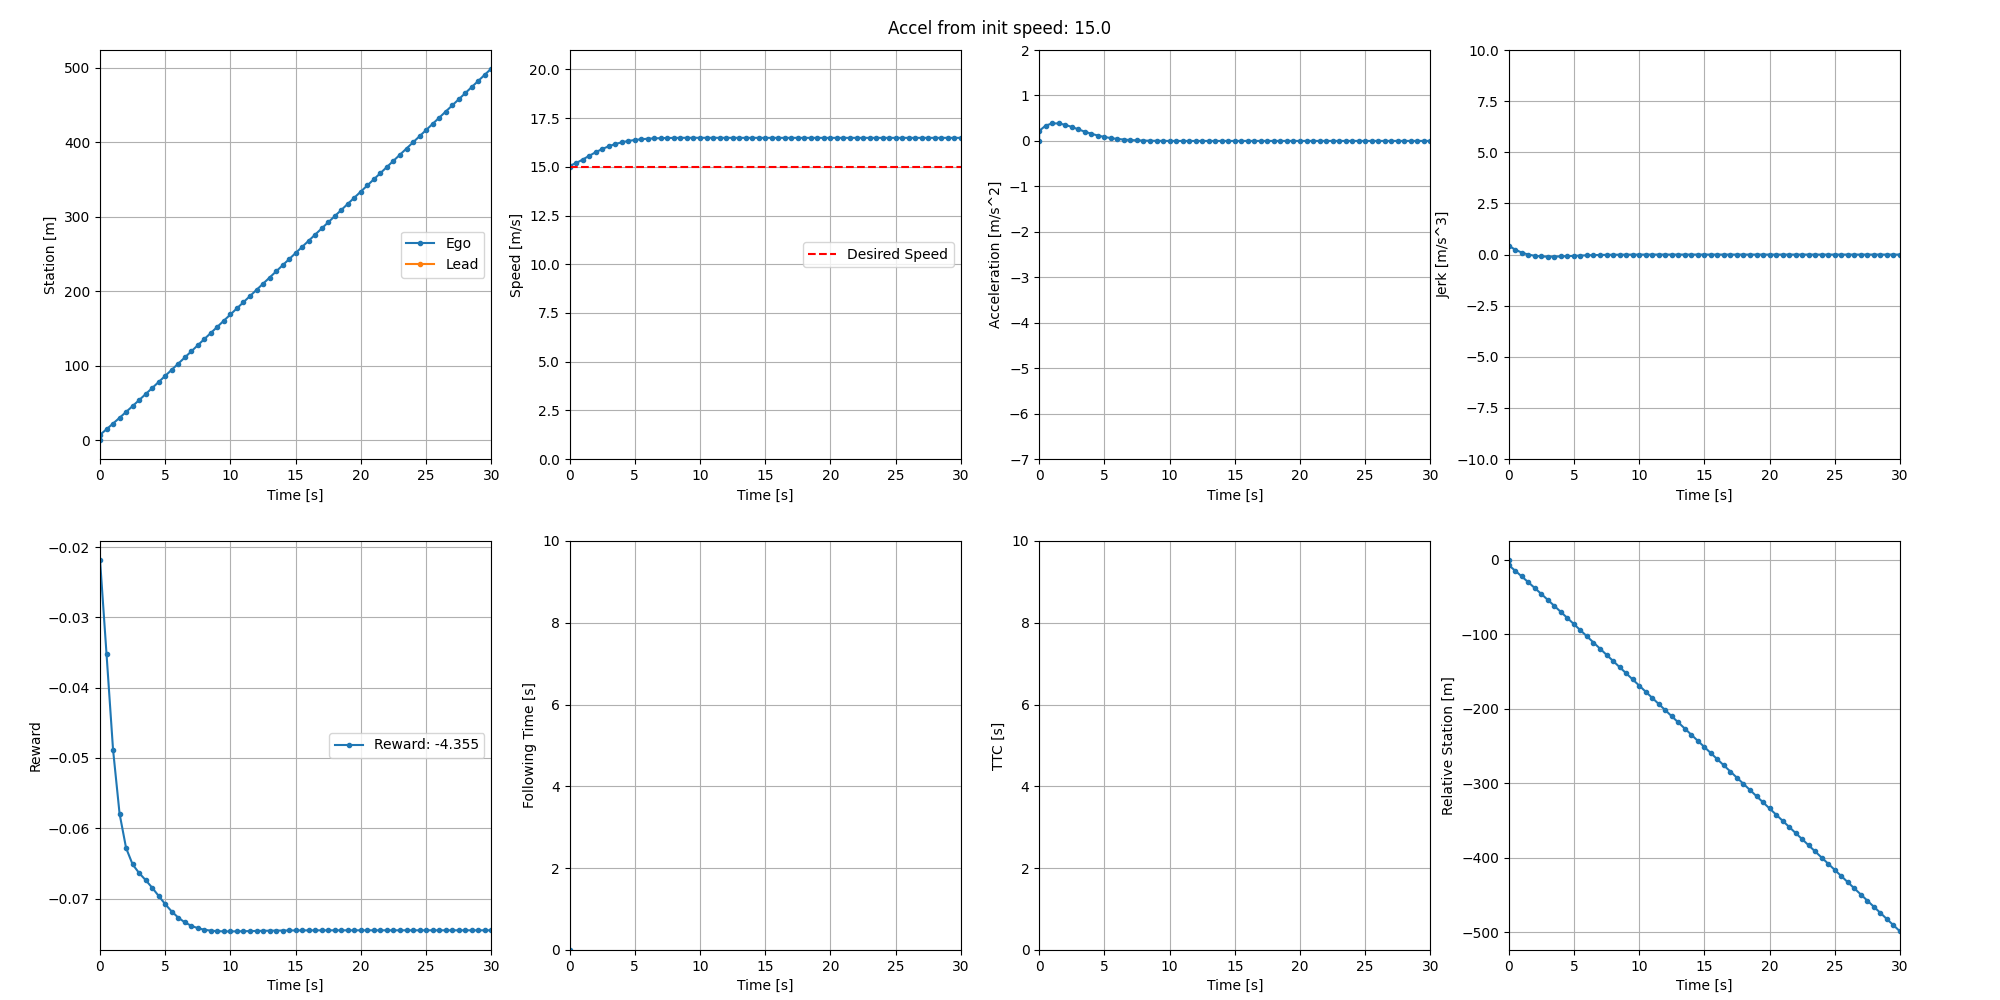 Accel from init speed: 15.0
Station [m]
500
400
300
200
100
0
Ego
Lead
0 5 10 15 20 25 30
Time [s]
Speed [m/s]
20.0
17.5
15.0
12.5
10.0
7.5
5.0
2.5
0.0
Desired Speed
0 5 10 15 20 25 30
Time [s]
Acceleration [m/s^2]
2
1
0
−1
−2
−3
−4
−5
−6
−7
0 5 10 15 20 25 30
Time [s]
Jerk [m/s^3]
10.0
7.5
5.0
2.5
0.0
−2.5
−5.0
−7.5
−10.0
0 5 10 15 20 25 30
Time [s]
Reward
−0.02
−0.03
−0.04
−0.05
−0.06
−0.07
Reward: -4.355
0 5 10 15 20 25 30
Time [s]
Following Time [s]
10
8
6
4
2
0
0 5 10 15 20 25 30
Time [s]
TTC [s]
10
8
6
4
2
0
0 5 10 15 20 25 30
Time [s]
Relative Station [m]
0
−100
−200
−300
−400
−500
0 5 10 15 20 25 30
Time [s]